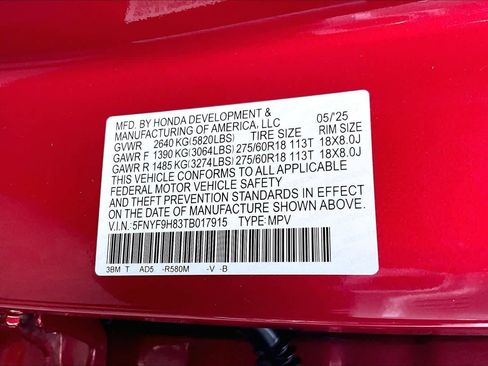 MFD. BY HONDA DEVELOPMENT &
MANUFACTURING OF AMERICA, LLC 05/'25
GVWR 2640 KG(5820LBS) TIRE SIZE RIM SIZE
GAWR F 1390 KG(3064LBS) 275/60R18 113T 18X8.0J
GAWR R 1485 KG(3274LBS) 275/60R18 113T 18X8.0J
THIS VEHICLE CONFORMS TO ALL APPLICABLE
FEDERAL MOTOR VEHICLE SAFETY
AND THEFT PREVENTION STANDARDS IN EFFECT
ON THE DATE OF MANUFACTURE SHOWN ABOVE.
V.I.N.:5FNYF9H83TB017915 TYPE:MPV
3BM T AD5 -R580M -V -B